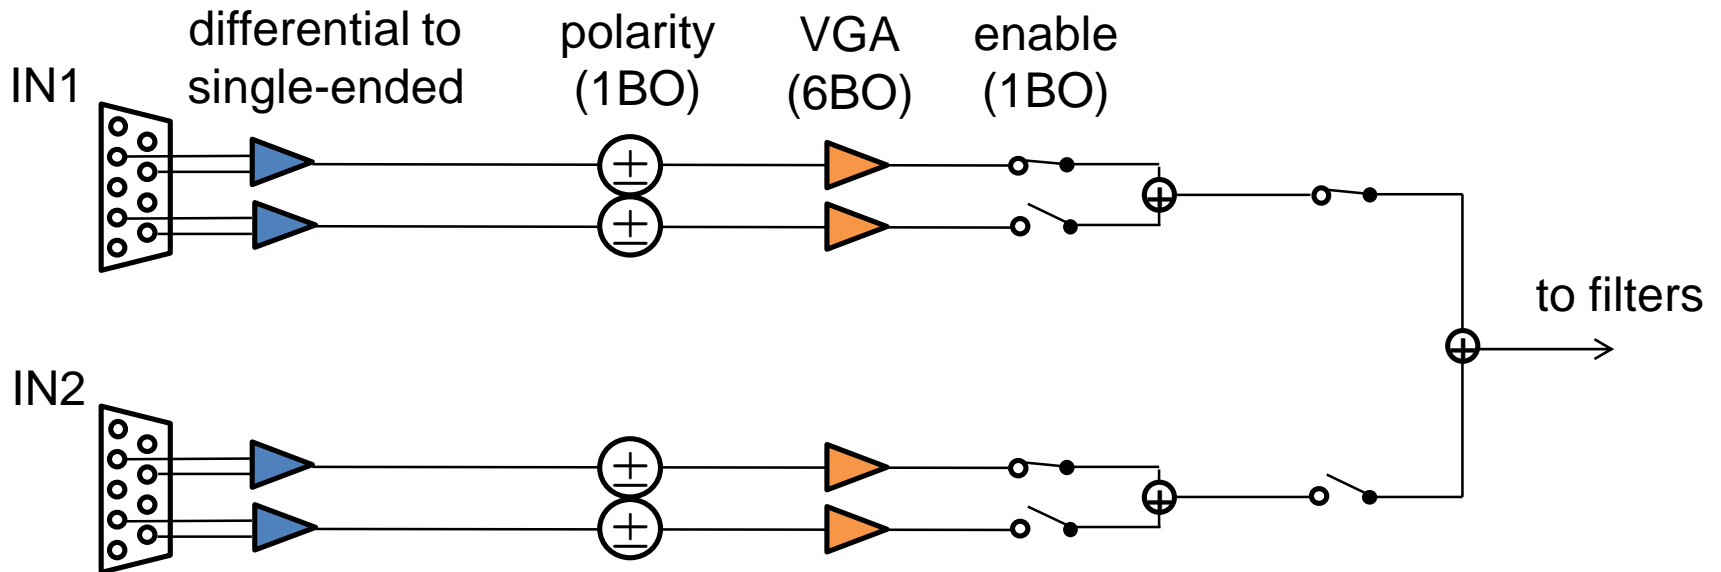 differential to
single-ended
polarity
(1BO)
VGA
(6BO)
enable
(1BO)
IN1
to filters
IN2